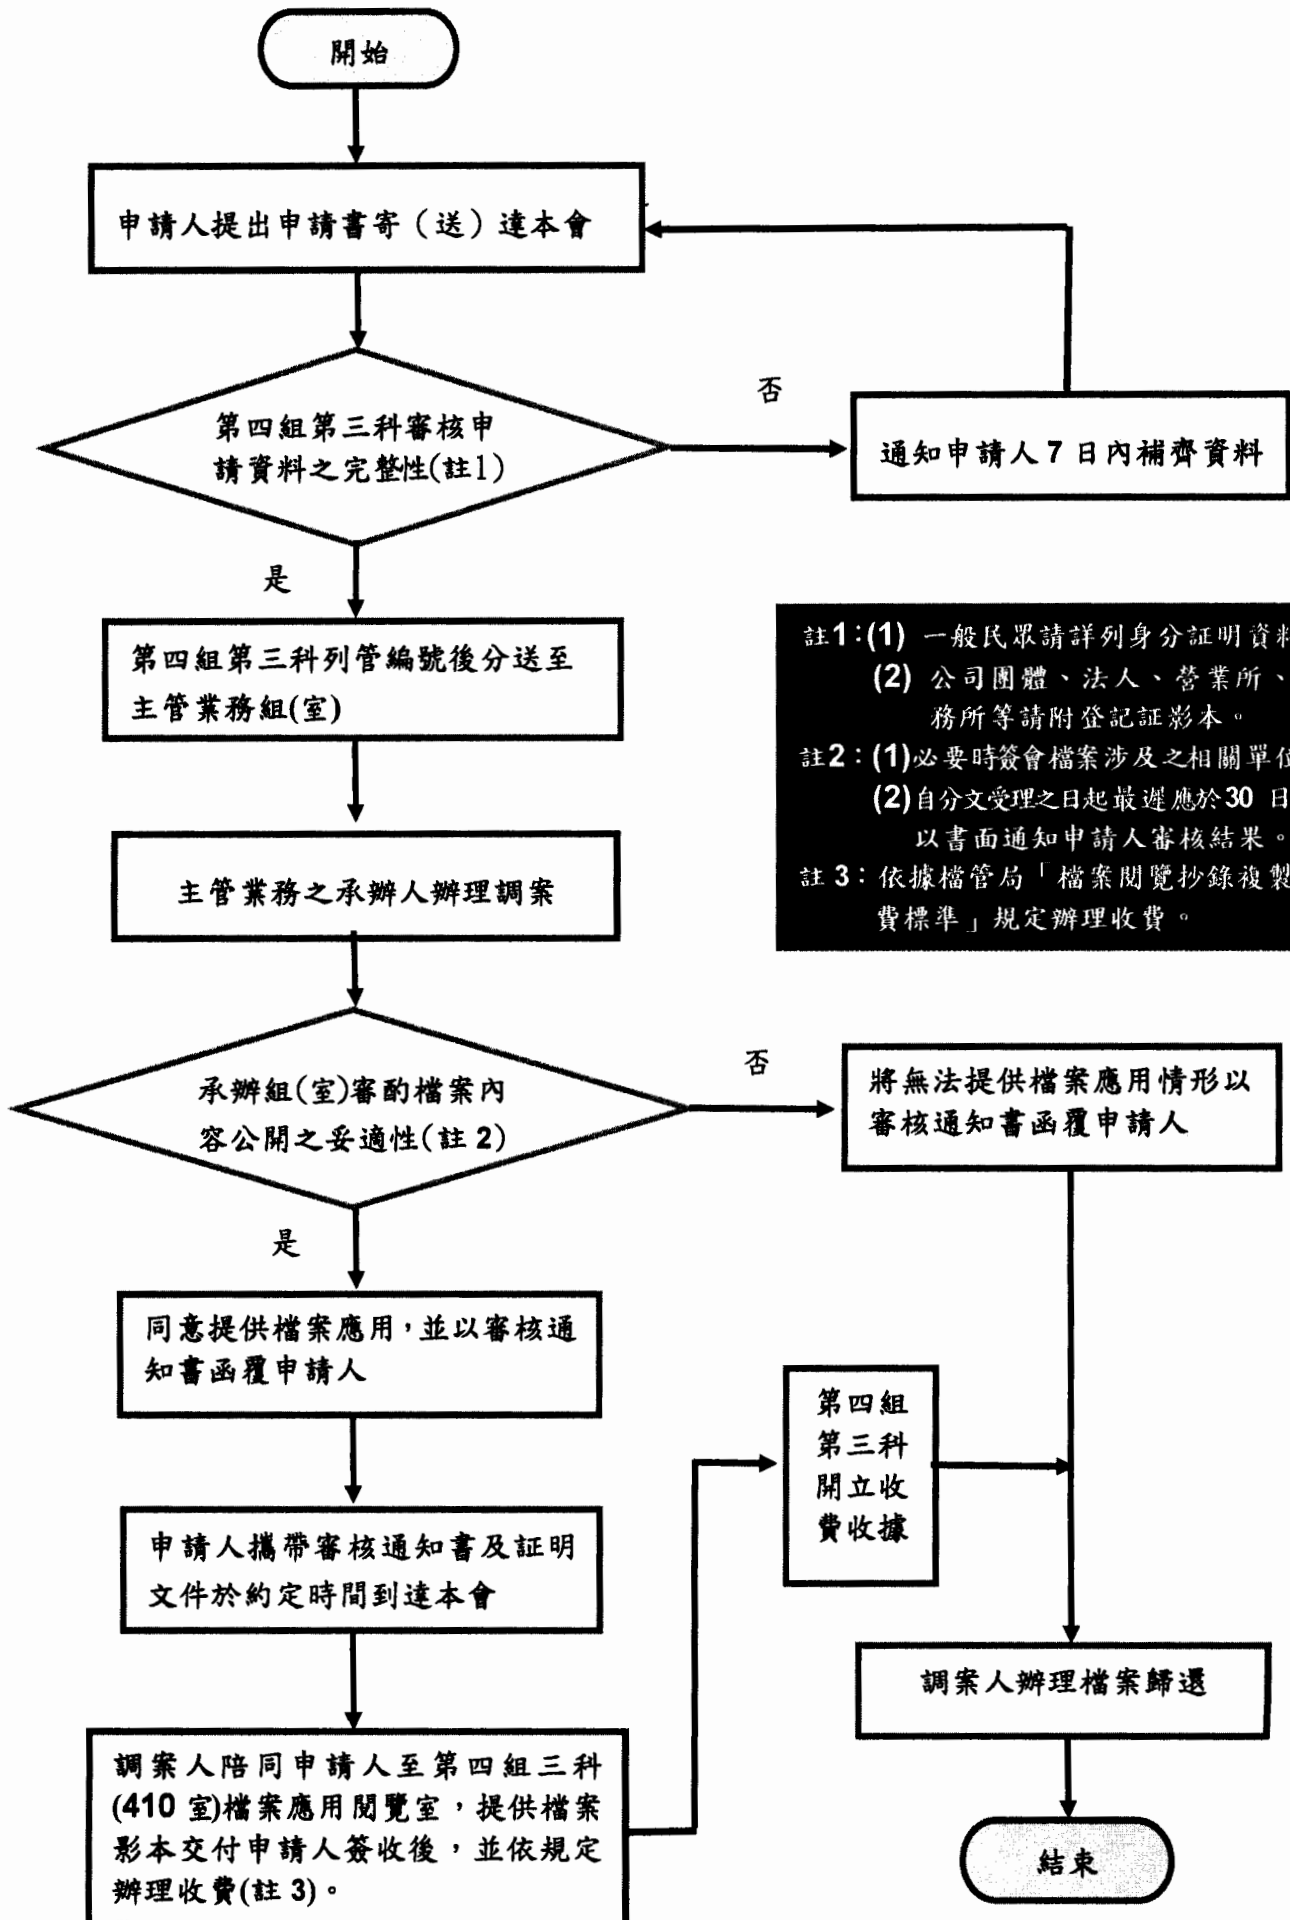 開始
申請人提出申請書寄（送）達本會
第四組第三科審核申
請資料之完整性(註1)
否
通知申請人 7 日內補齊資料
是
第四組第三科列管編號後分送至
主管業務組(室)
註1：(1) 一般民眾請詳列身分証明資料
(2) 公司團體、法人、營業所、
務所等請附登記証影本。
註2：(1)必要時簽會檔案涉及之相關單位
(2)自分文受理之日起最遲應於30 日
以書面通知申請人審核結果。
註 3：依據檔管局「檔案閱覽抄錄複製
費標準」規定辦理收費。
主管業務之承辦人辦理調案
承辦組(室)審酌檔案內
容公開之妥適性(註 2)
否
將無法提供檔案應用情形以
審核通知書函覆申請人
是
同意提供檔案應用，並以審核通
知書函覆申請人
第四組
第三科
開立收
費收據
申請人攜帶審核通知書及証明
文件於約定時間到達本會
調案人辦理檔案歸還
調案人陪同申請人至第四組三科
(410 室)檔案應用閱覽室，提供檔案
影本交付申請人簽收後，並依規定
辦理收費(註 3)。
結束